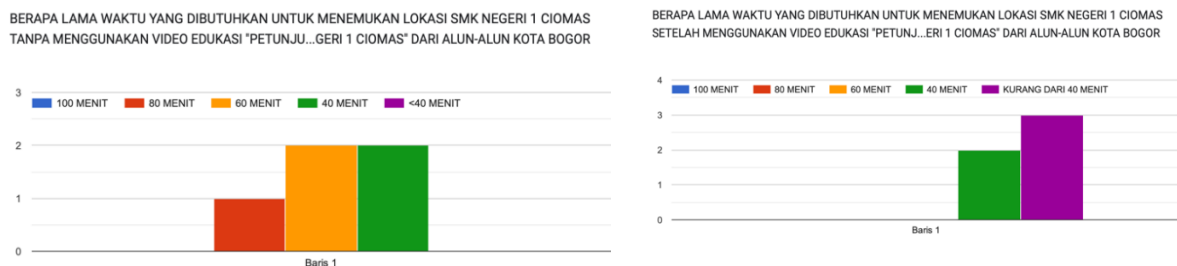 BERAPA LAMA WAKTU YANG DIBUTUHKAN UNTUK MENEMUKAN LOKASI SMK NEGERI 1 CIOMAS
TANPA MENGGUNAKAN VIDEO EDUKASI "PETUNJU...GERI 1 CIOMAS" DARI ALUN-ALUN KOTA BOGOR
3
100 MENIT 80 MENIT 60 MENIT 40 MENIT <40 MENIT
2
1
0
Baris 1
BERAPA LAMA WAKTU YANG DIBUTUHKAN UNTUK MENEMUKAN LOKASI SMK NEGERI 1 CIOMAS
SETELAH MENGGUNAKAN VIDEO EDUKASI "PETUNJ...ERI 1 CIOMAS" DARI ALUN-ALUN KOTA BOGOR
4
100 MENIT 80 MENIT 60 MENIT 40 MENIT KURANG DARI 40 MENIT
3
2
1
0
Baris 1